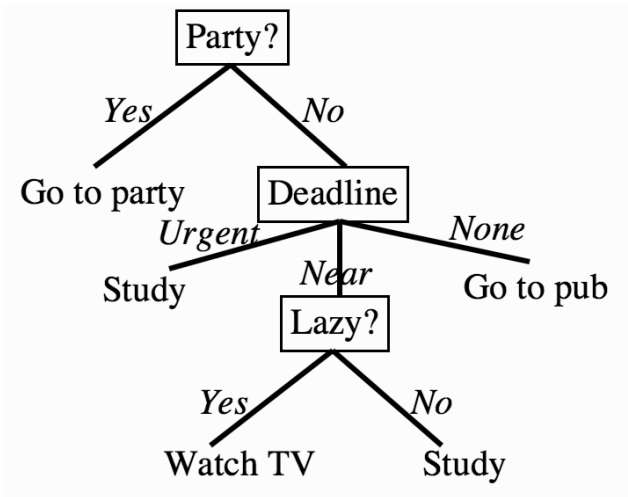 Party?
Yes
No
Go to party
Deadline
Urgent
None
Near
Study
Go to pub
Lazy?
Yes
No
Watch TV
Study